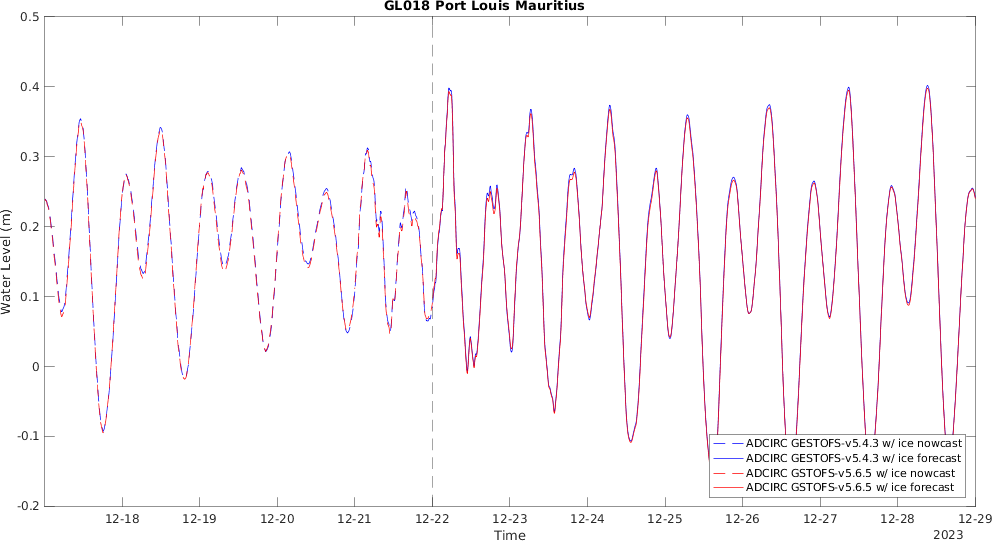 GL018 Port Louis Mauritius
0.5
0.4
0.3
0.2
0.1
0
-0.1
-0.2
Water Level (m)
ADCIRC GESTOFS-v5.4.3 w/ ice nowcast
ADCIRC GESTOFS-v5.4.3 w/ ice forecast
ADCIRC GSTOFS-v5.6.5 w/ ice nowcast
ADCIRC GSTOFS-v5.6.5 w/ ice forecast
12-18 12-19 12-20 12-21 12-22 12-23 12-24 12-25 12-26 12-27 12-28 12-29
Time
2023